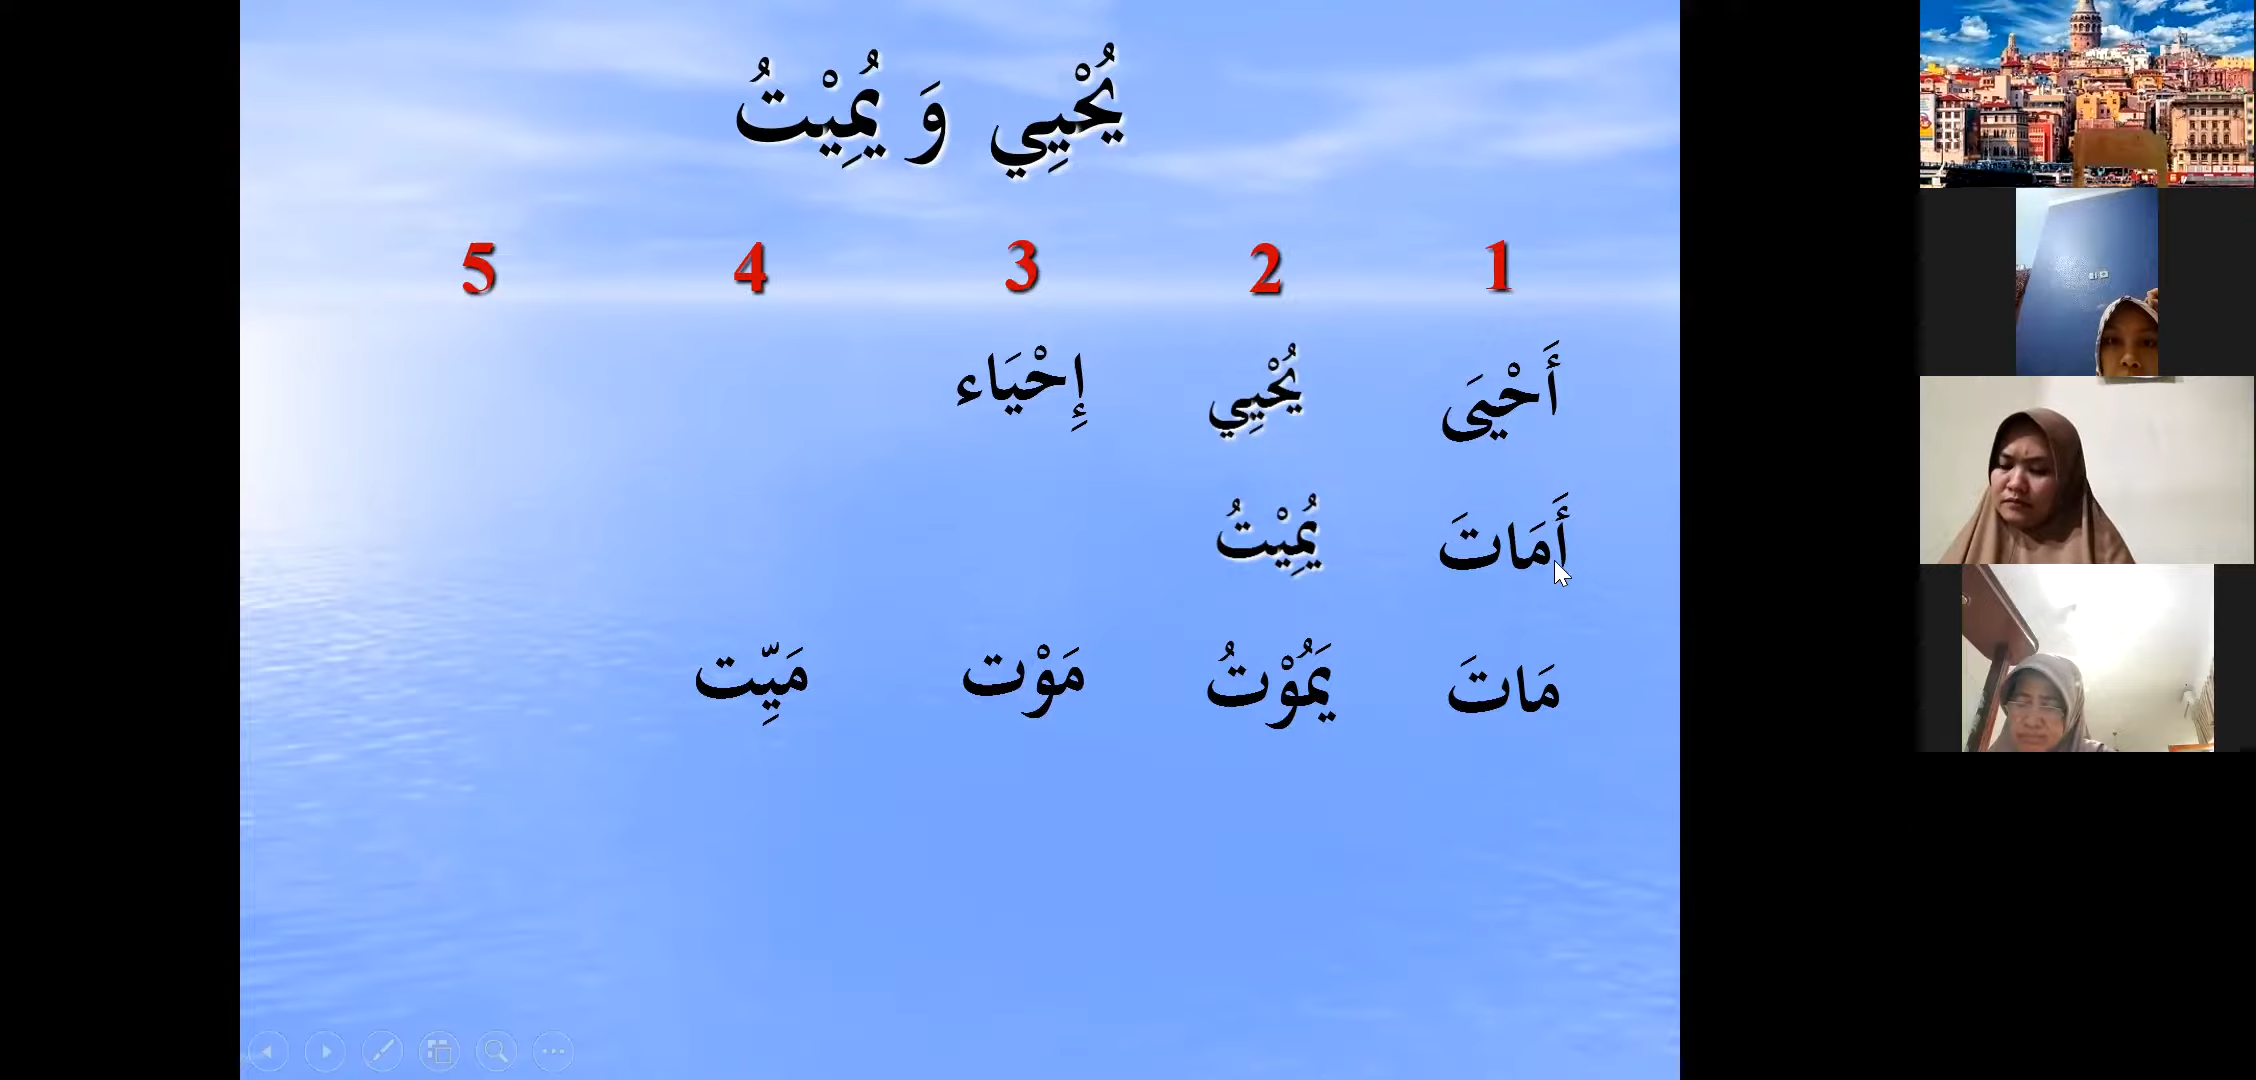 يُحْيِي وَ يُمِيْتُ
1 2 3 4 5
أَحْيَى يُحْيِي إِحْيَاء
أَمَاتَ يُمِيْتُ
مَاتَ يَمُوْتُ مَوْت مَيِّت